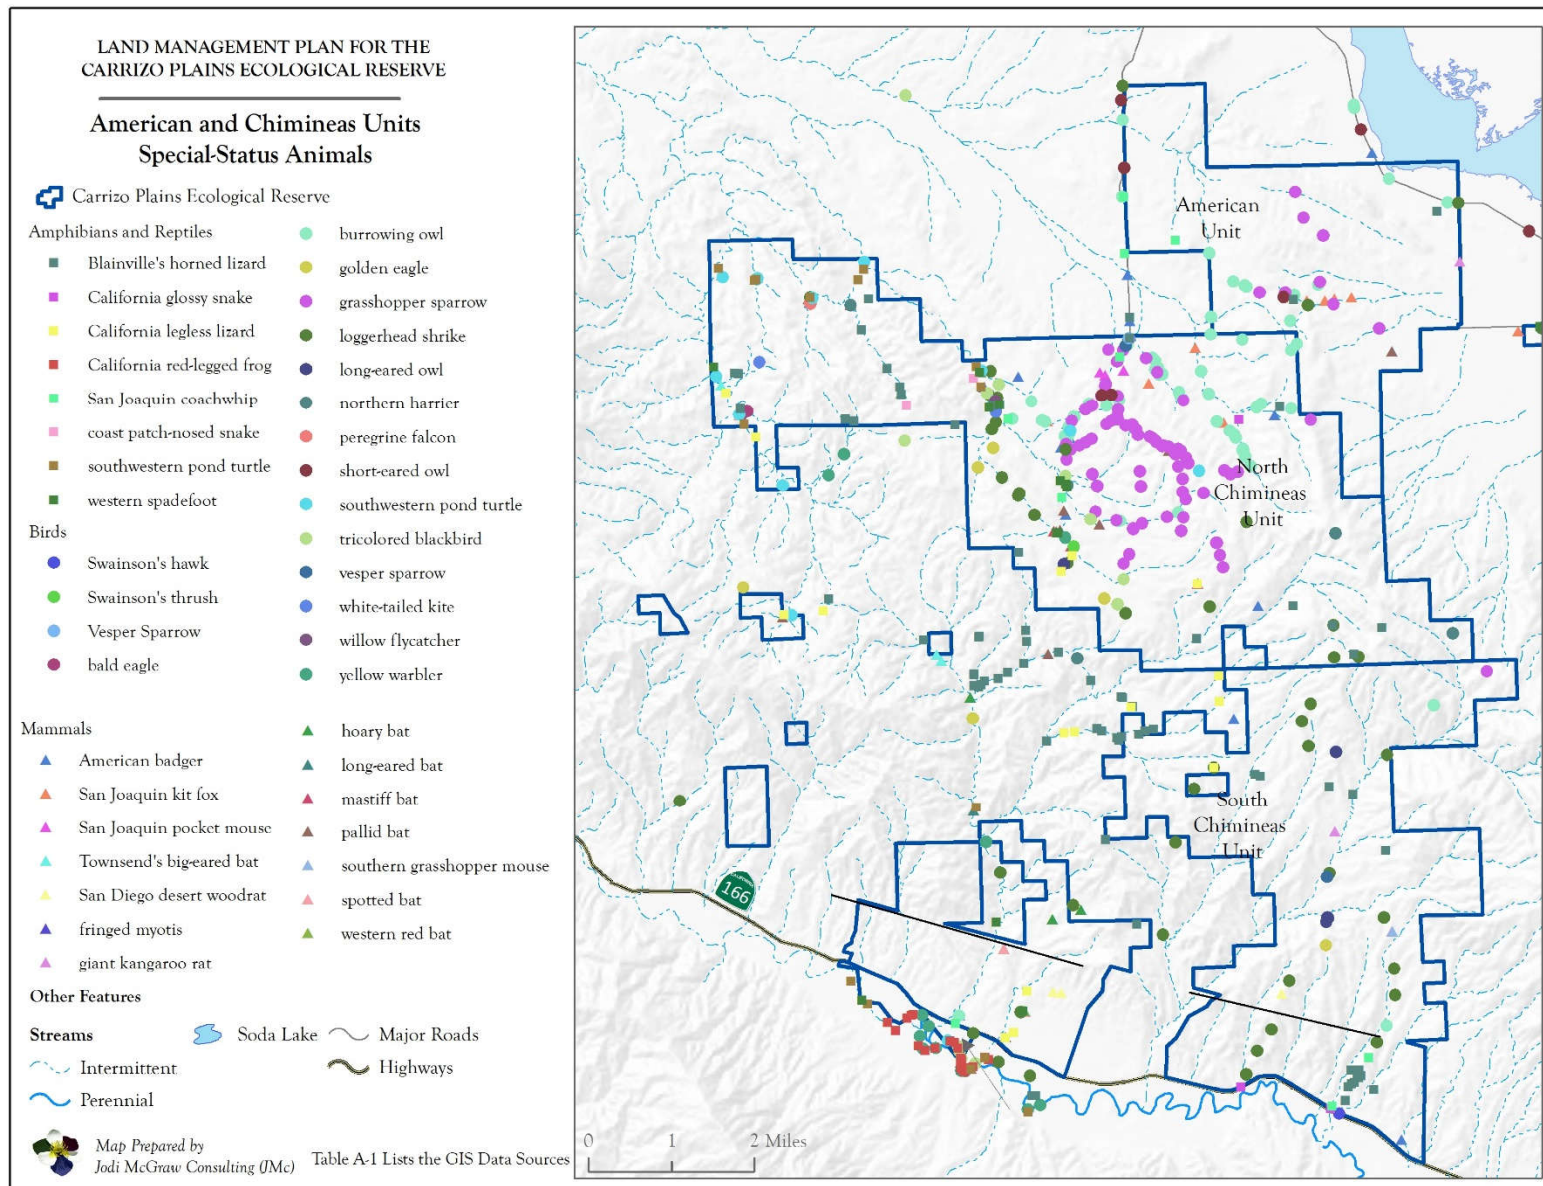 LAND MANAGEMENT PLAN FOR THE
CARRIZO PLAINS ECOLOGICAL RESERVE
American and Chimineas Units
Special-Status Animals
Carrizo Plains Ecological Reserve
Amphibians and Reptiles
Blainville's horned lizard
California glossy snake
California legless lizard
California red-legged frog
San Joaquin coachwhip
coast patch-nosed snake
southwestern pond turtle
western spadefoot
Birds
Swainson's hawk
Swainson's thrush
Vesper Sparrow
bald eagle
burrowing owl
golden eagle
grasshopper sparrow
loggerhead shrike
long-eared owl
northern harrier
peregrine falcon
short-eared owl
southwestern pond turtle
tricolored blackbird
vesper sparrow
white-tailed kite
willow flycatcher
yellow warbler
Mammals
American badger
San Joaquin kit fox
San Joaquin pocket mouse
Townsend's big-eared bat
San Diego desert woodrat
fringed myotis
giant kangaroo rat
hoary bat
long-eared bat
mastiff bat
pallid bat
southern grasshopper mouse
spotted bat
western red bat
Other Features
Streams
Intermittent
Perennial
Soda Lake
Major Roads
Highways
Map Prepared by
Jodi McGraw Consulting (JMc)
Table A-1 Lists the GIS Data Sources
American
Unit
North
Chimineas
Unit
South
Chimineas
Unit
166
0 1 2 Miles